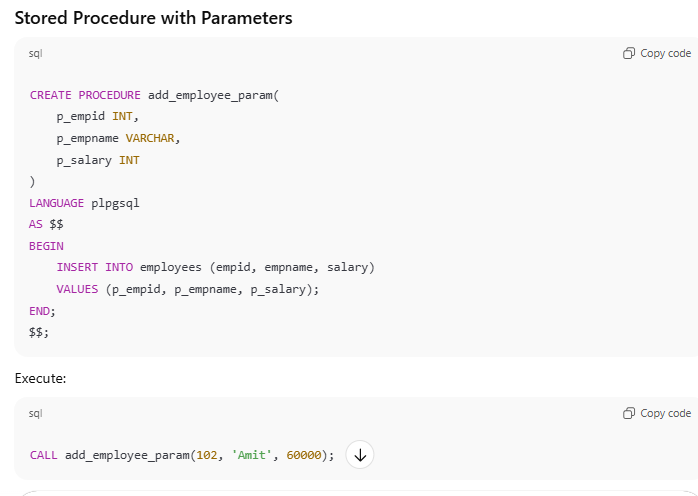 Stored Procedure with Parameters
sql
Copy code
CREATE PROCEDURE add_employee_param(
    p_empid INT,
    p_empname VARCHAR,
    p_salary INT
)
LANGUAGE plpgsql
AS $$
BEGIN
    INSERT INTO employees (empid, empname, salary)
    VALUES (p_empid, p_empname, p_salary);
END;
$$;
Execute:
sql
Copy code
CALL add_employee_param(102, 'Amit', 60000);